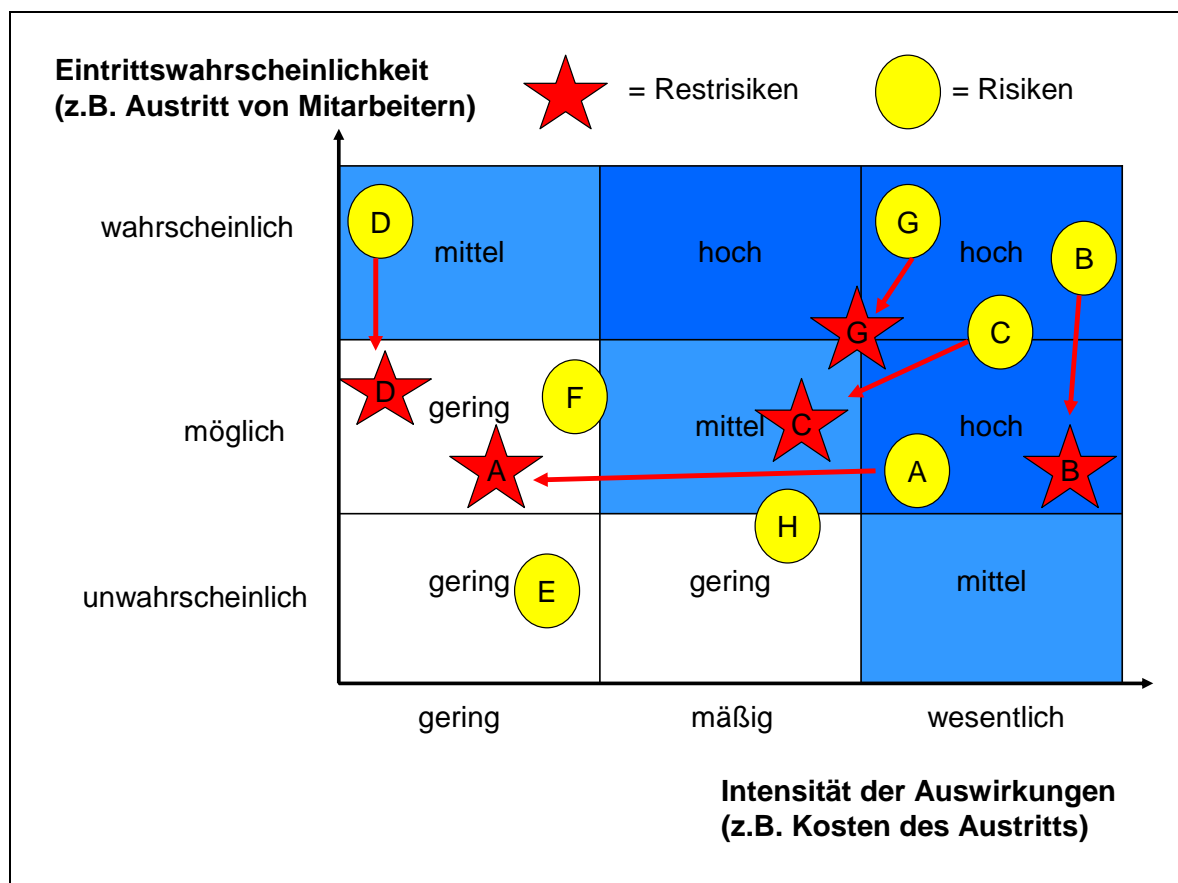 Eintrittswahrscheinlichkeit
(z.B. Austritt von Mitarbeitern)
= Restrisiken
= Risiken
wahrscheinlich
D
mittel
hoch
G
hoch
B
G
C
möglich
D
gering
F
mittel
C
hoch
A
A
B
H
unwahrscheinlich
gering
E
gering
mittel
gering
mäßig
wesentlich
Intensität der Auswirkungen
(z.B. Kosten des Austritts)